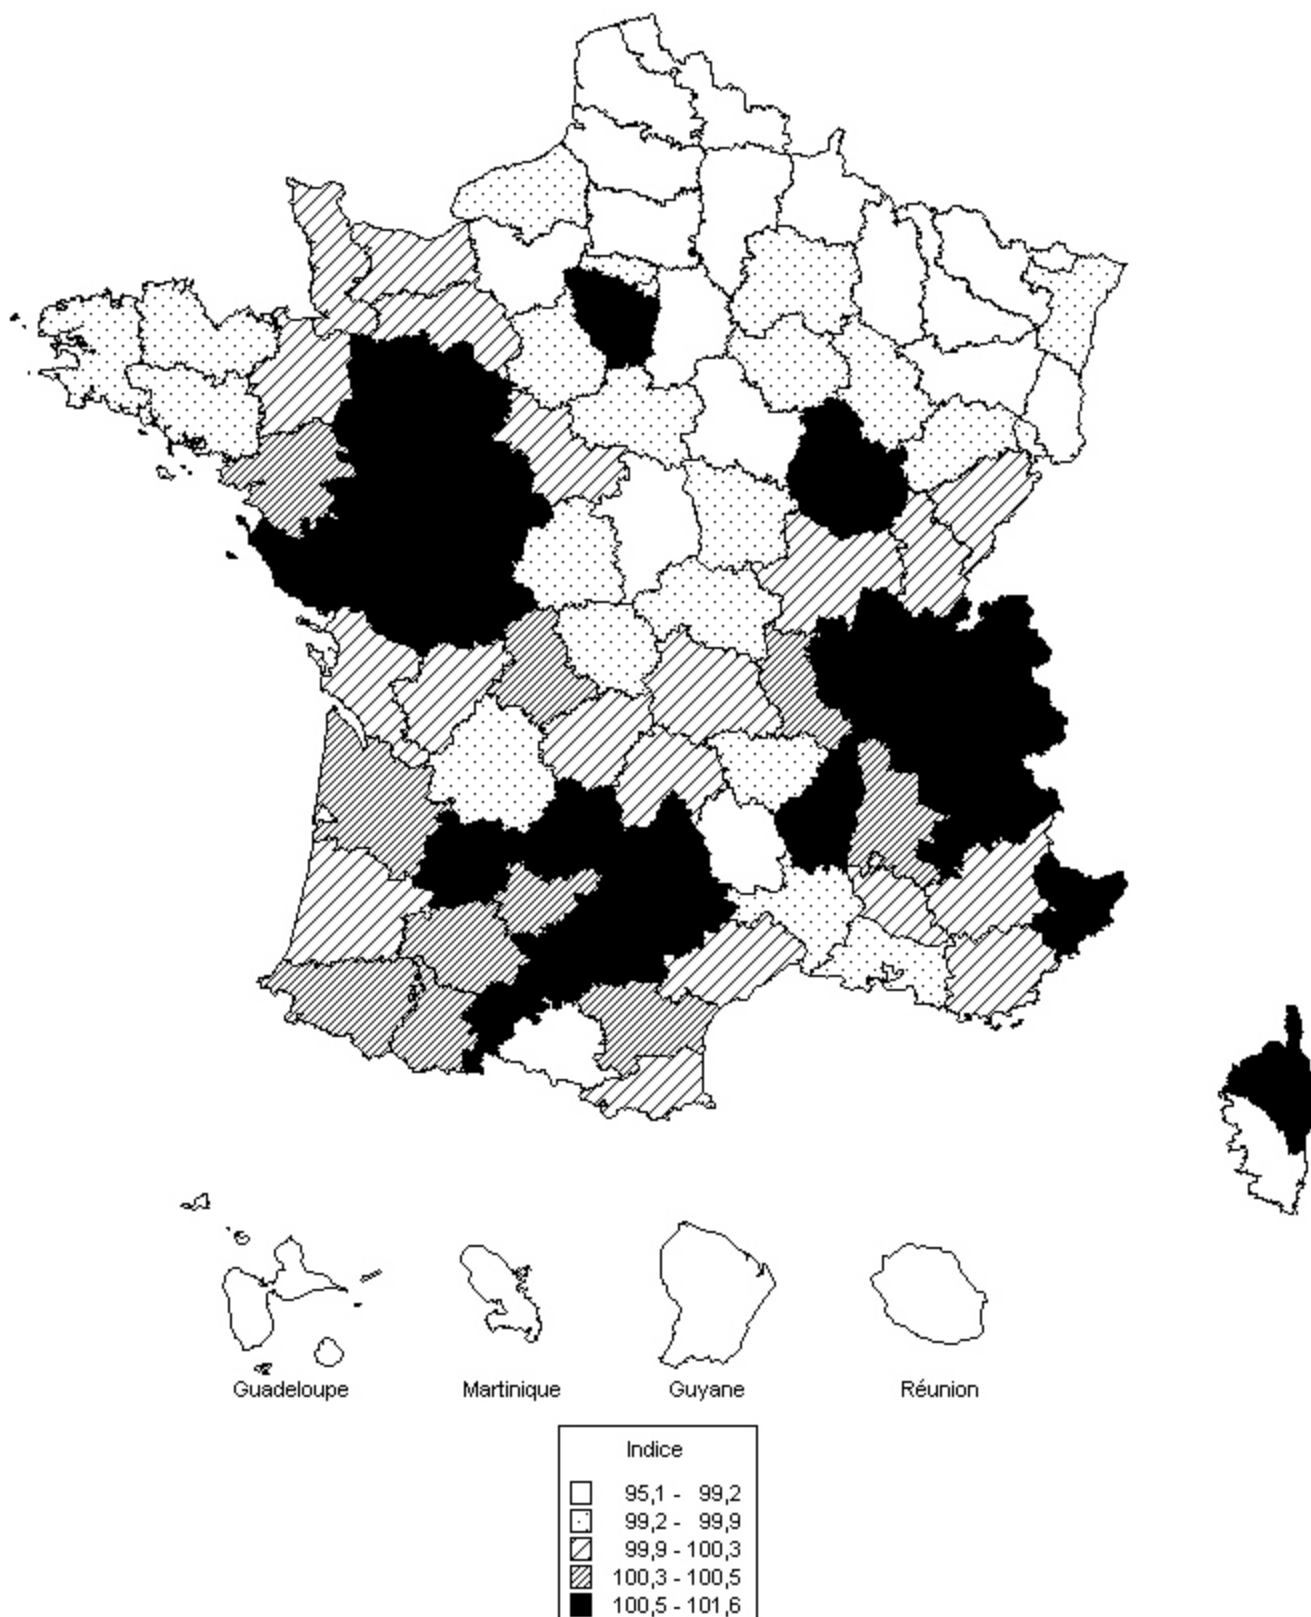 Guadeloupe
Martinique
Guyane
Réunion
Indice
95,1 - 99,2
99,2 - 99,9
99,9 - 100,3
100,3 - 100,5
100,5 - 101,6